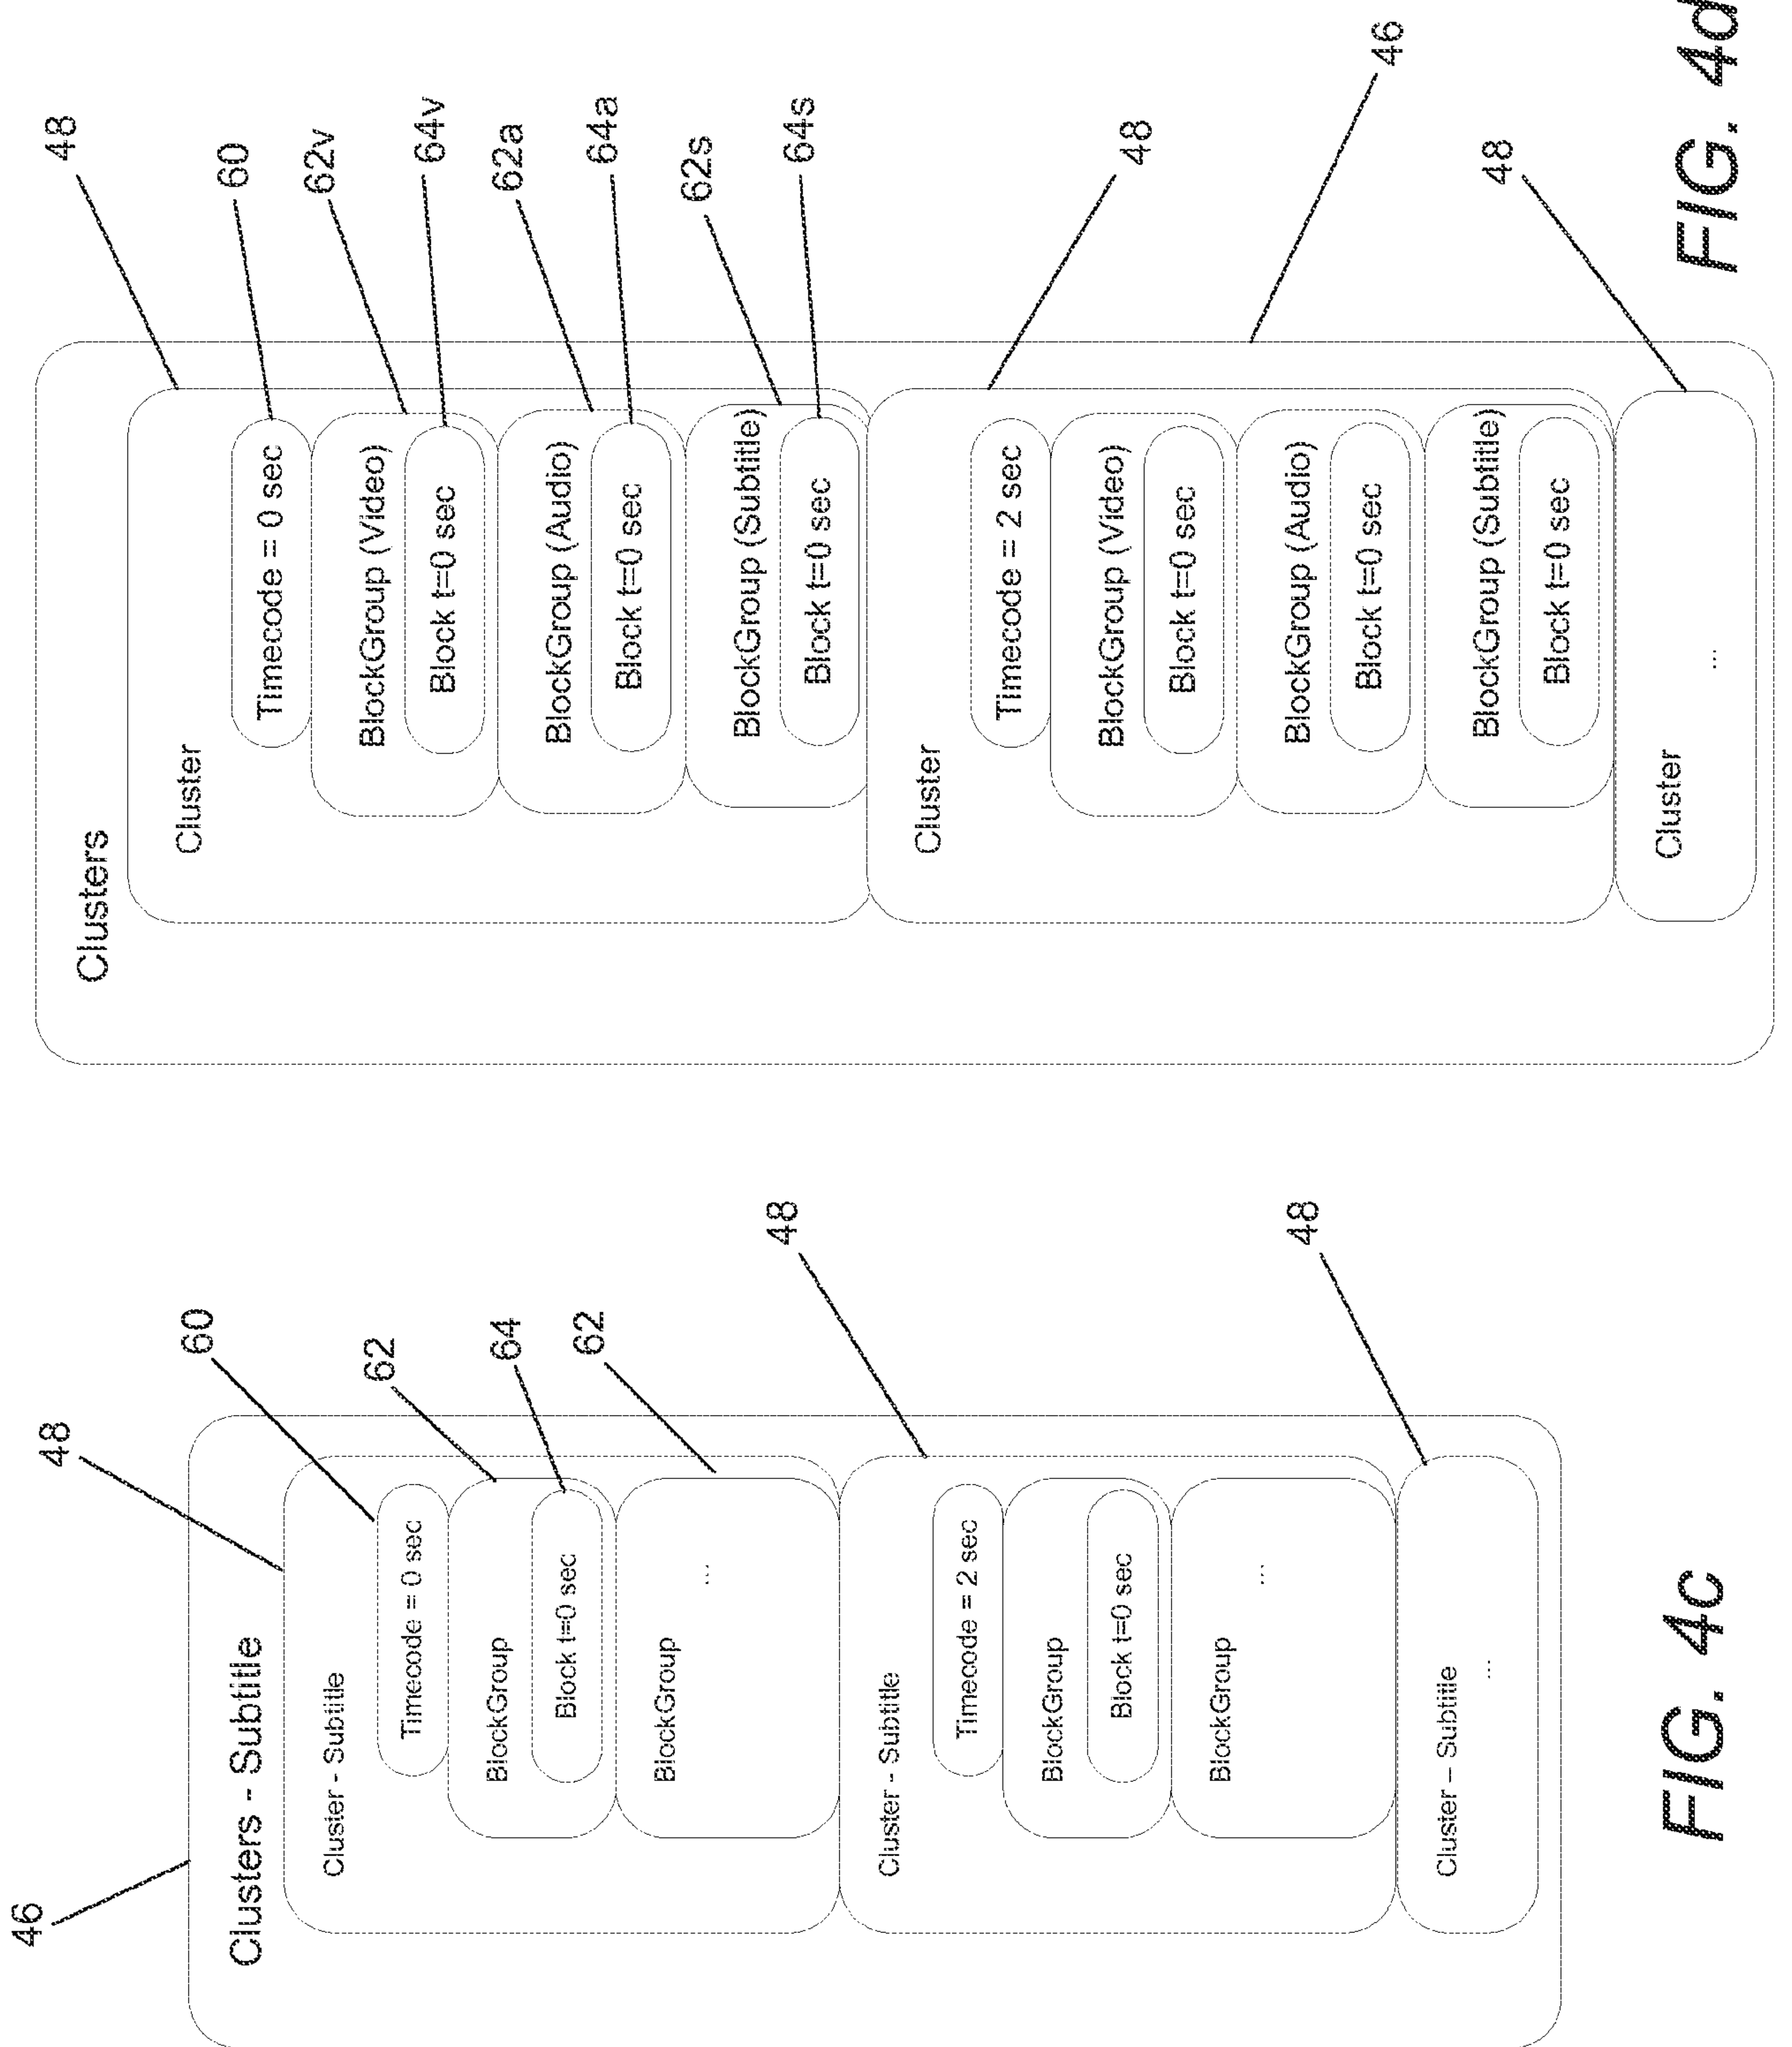 46
48
60
62
64
62
48
48
Clusters - Subtitle
Cluster - Subtitle
Timecode = 0 sec
BlockGroup
Block t=0 sec
BlockGroup
...
Cluster - Subtitle
Timecode = 2 sec
BlockGroup
Block t=0 sec
BlockGroup
...
Cluster – Subtitle
...
FIG. 4c
48
60
62v
64v
62a
64a
62s
64s
48
46
48
Clusters
Cluster
Timecode = 0 sec
BlockGroup (Video)
Block t=0 sec
BlockGroup (Audio)
Block t=0 sec
BlockGroup (Subtitle)
Block t=0 sec
Cluster
Timecode = 2 sec
BlockGroup (Video)
Block t=0 sec
BlockGroup (Audio)
Block t=0 sec
BlockGroup (Subtitle)
Block t=0 sec
Cluster
...
FIG. 4d